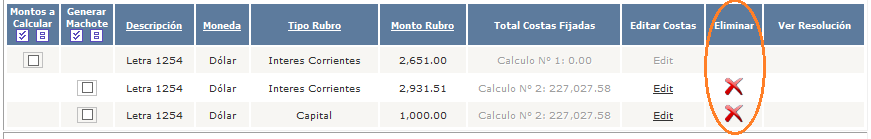 Montos a Calcular Generar Machote Descripción Moneda Tipo Rubro Monto Rubro Total Costas Fijadas Editar Costas Eliminar Ver Resolución
Letra 1254 Dólar Interes Corrientes 2,651.00 Calculo N° 1: 0.00 Edit
Letra 1254 Dólar Interes Corrientes 2,931.51 Calculo N° 2: 227,027.58 Edit
Letra 1254 Dólar Capital 1,000.00 Calculo N° 2: 227,027.58 Edit